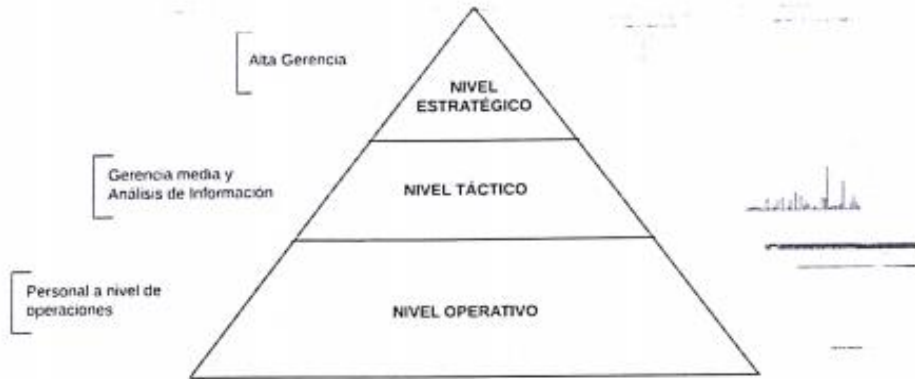 Alta Gerencia
NIVEL
ESTRATÉGICO
Gerencia media y
Análisis de Información
NIVEL TÁCTICO
Personal a nivel de
operaciones
NIVEL OPERATIVO